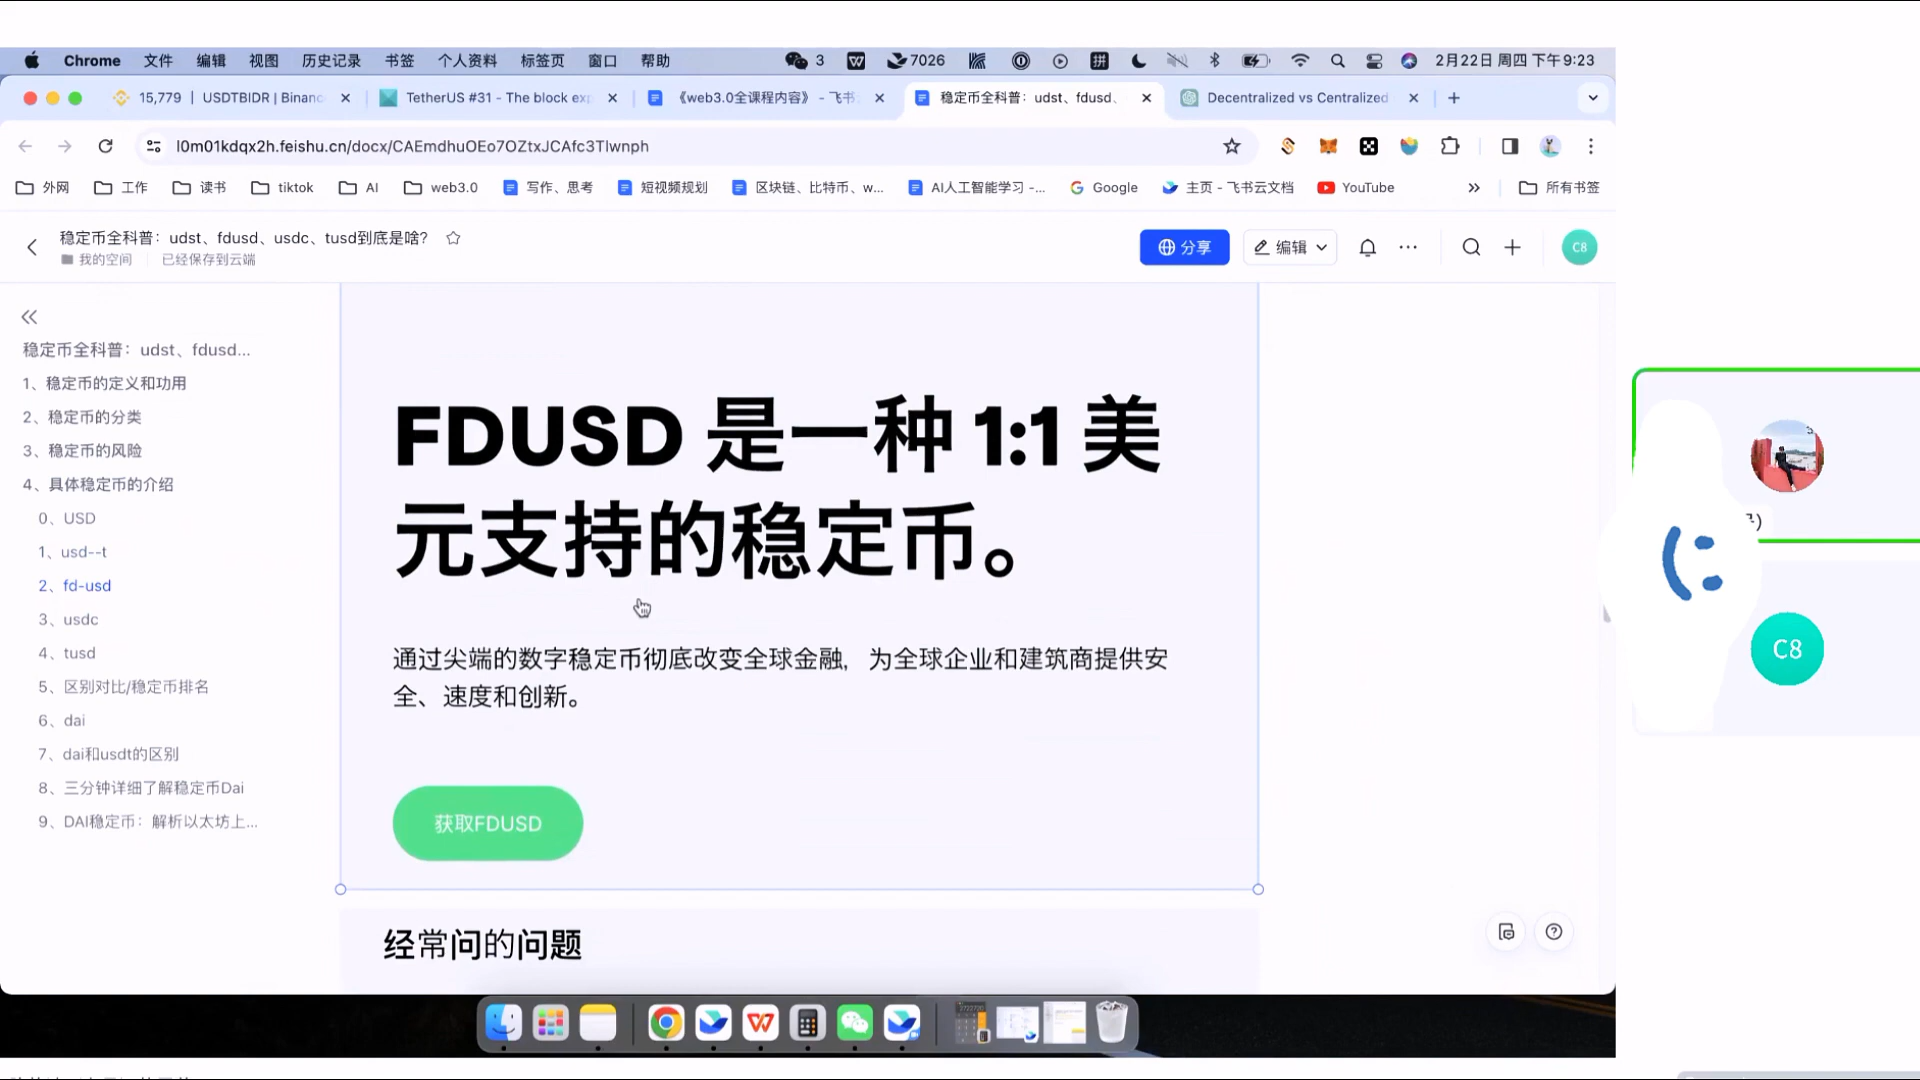 Chrome 文件 编辑 视图 历史记录 书签 个人资料 标签页 窗口 帮助 3 7026 拼 2月22日 周四 下午9:23
15,779 | USDTBIDR | Binanc TetherUS #31 - The block exp 《web3.0全课程内容》 - 飞书 稳定币全科普：udst、fdusd、 Decentralized vs Centralized
l0m01kdqx2h.feishu.cn/docx/CAEmdhuOEo7OZtxJCAfc3TIwnph
外网 工作 读书 tiktok AI web3.0 写作、思考 短视频规划 区块链、比特币、w... AI人工智能学习 -... Google 主页 - 飞书云文档 YouTube 所有书签
稳定币全科普：udst、fdusd、usdc、tusd到底是啥?
我的空间 已经保存到云端
分享 编辑 C8
稳定币全科普：udst、fdusd...
1、稳定币的定义和功用
2、稳定币的分类
3、稳定币的风险
4、具体稳定币的介绍
0、USD
1、usd--t
2、fd-usd
3、usdc
4、tusd
5、区别对比/稳定币排名
6、dai
7、dai和usdt的区别
8、三分钟详细了解稳定币Dai
9、DAI稳定币：解析以太坊上...
FDUSD 是一种 1:1 美
元支持的稳定币。
通过尖端的数字稳定币彻底改变全球金融，为全球企业和建筑商提供安
全、速度和创新。
获取FDUSD
经常问的问题
C8